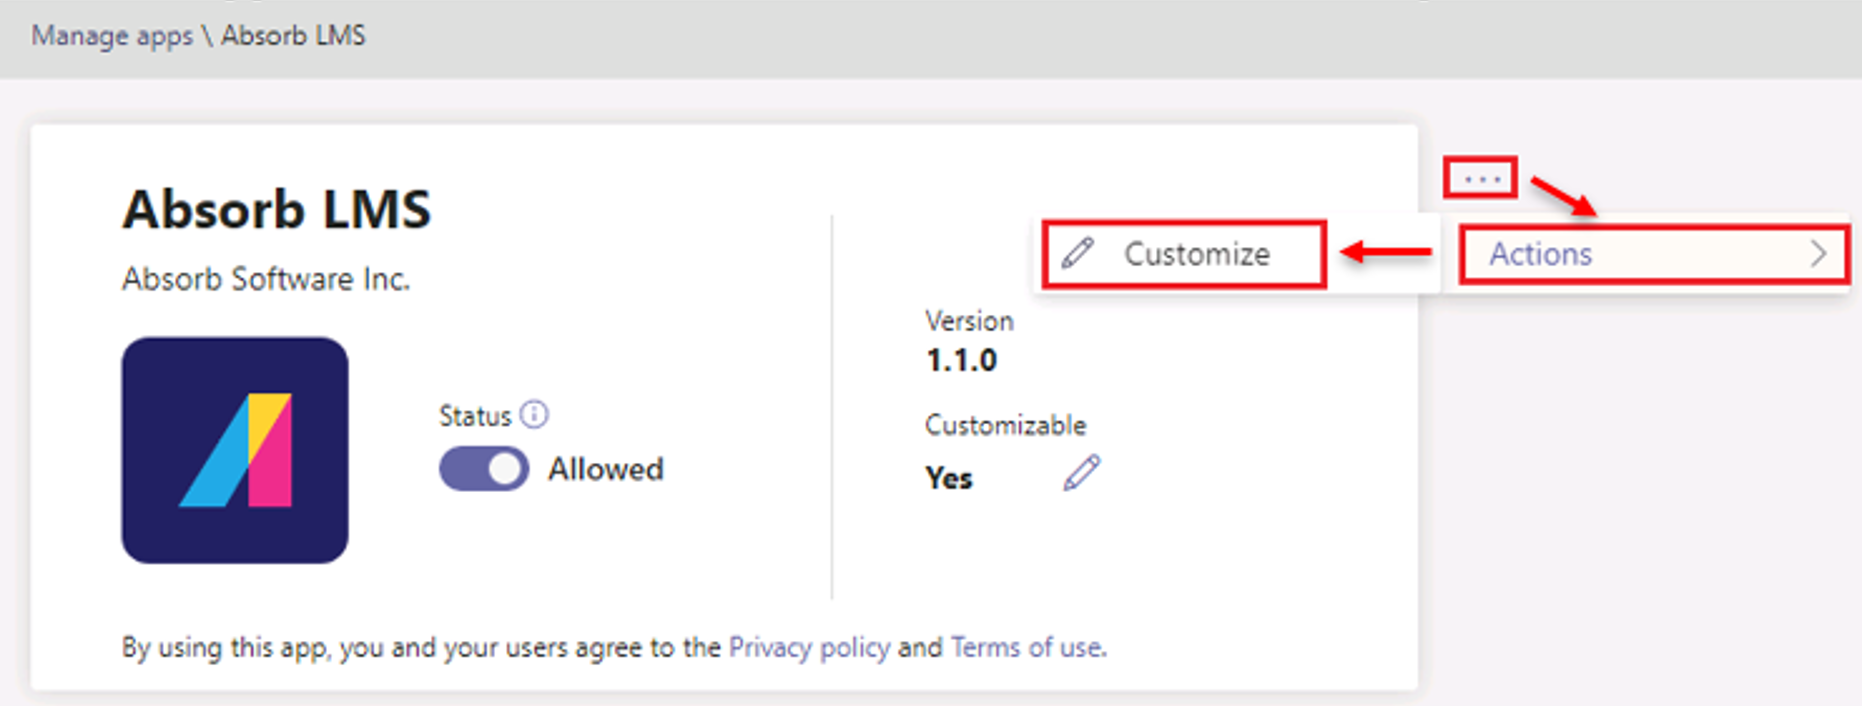 Manage apps \ Absorb LMS
Absorb LMS
Absorb Software Inc.
Status
Allowed
...
Actions
Customize
Version
1.1.0
Customizable
Yes
By using this app, you and your users agree to the Privacy policy and Terms of use.